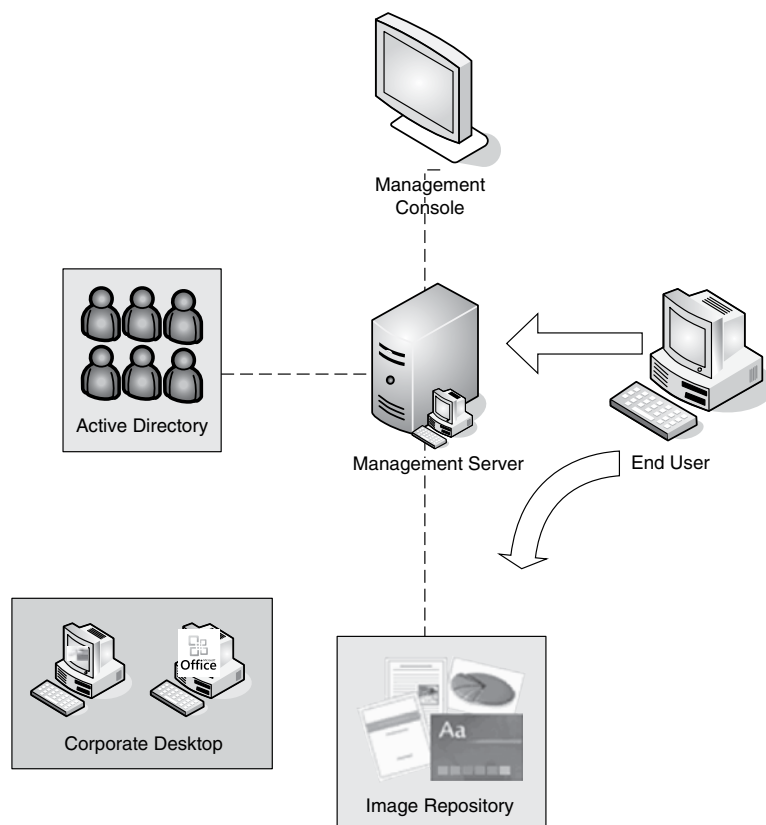 Management
Console
Active Directory
Management Server
End User
Office
Corporate Desktop
Aa
Image Repository